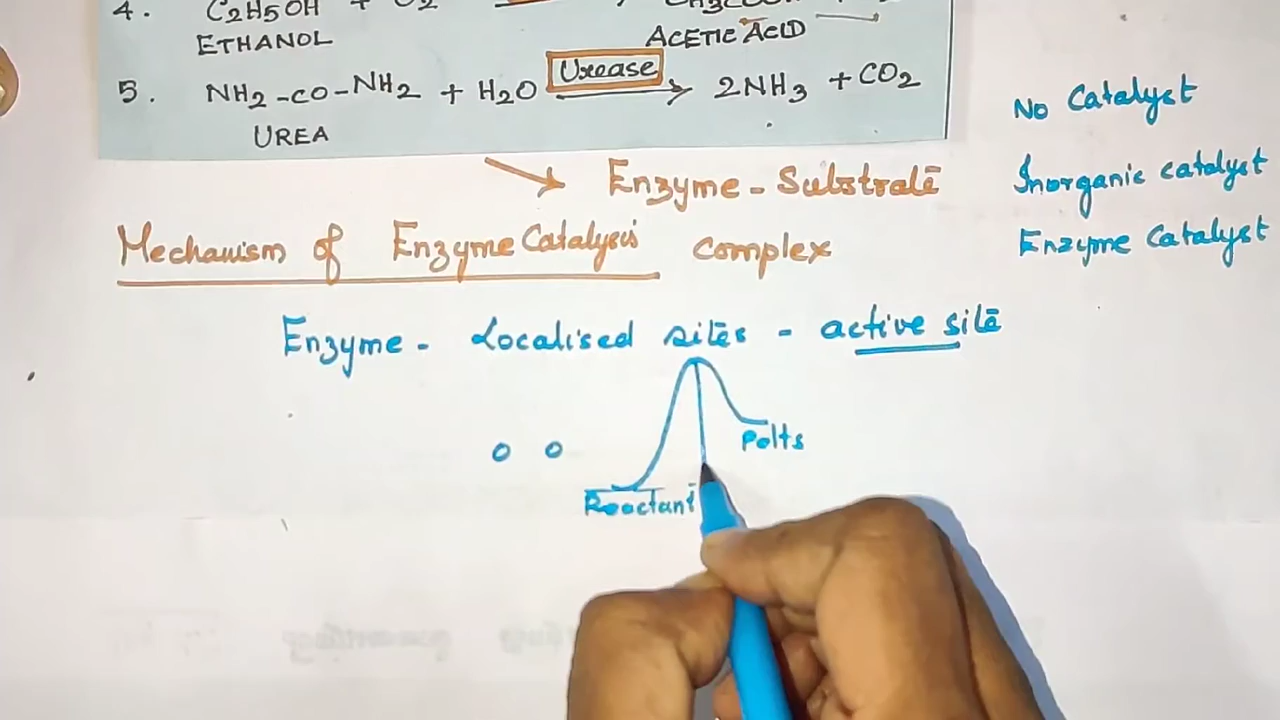 4. C2H5OH + O2
ETHANOL ACETIC ACID
5. NH2-CO-NH2 + H2O Urease 2NH3 + CO2
UREA
No Catalyst
Inorganic catalyst
Enzyme Catalyst
Enzyme - Substrate
Mechanism of Enzyme Catalysis complex
Enzyme - Localised sites - active site
Pdts
Reactant